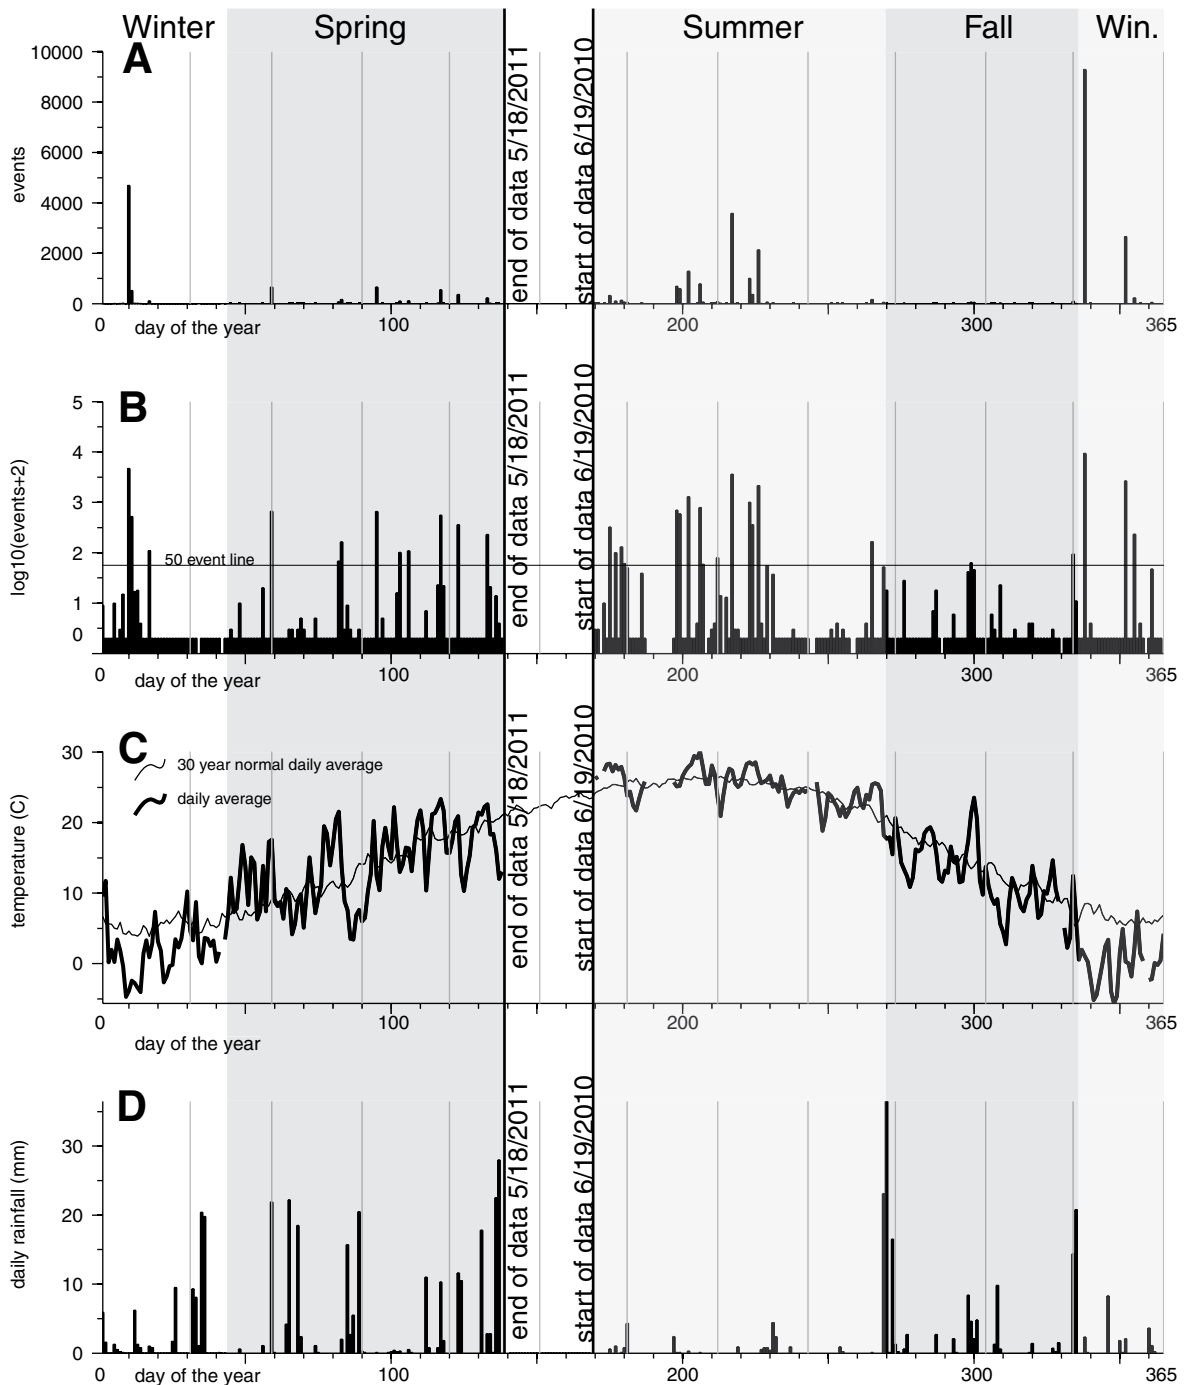 Winter Spring Summer Fall Win.
A
10000
8000
6000
4000
2000
0
events
0 100 200 300 365
day of the year
end of data 5/18/2011
start of data 6/19/2010
B
5
4
3
2
1
0
log10(events+2)
50 event line
0 100 200 300 365
day of the year
end of data 5/18/2011
start of data 6/19/2010
C
30
20
10
0
temperature (C)
30 year normal daily average
daily average
0 100 200 300 365
day of the year
end of data 5/18/2011
start of data 6/19/2010
D
30
20
10
0
daily rainfall (mm)
0 100 200 300 365
day of the year
end of data 5/18/2011
start of data 6/19/2010